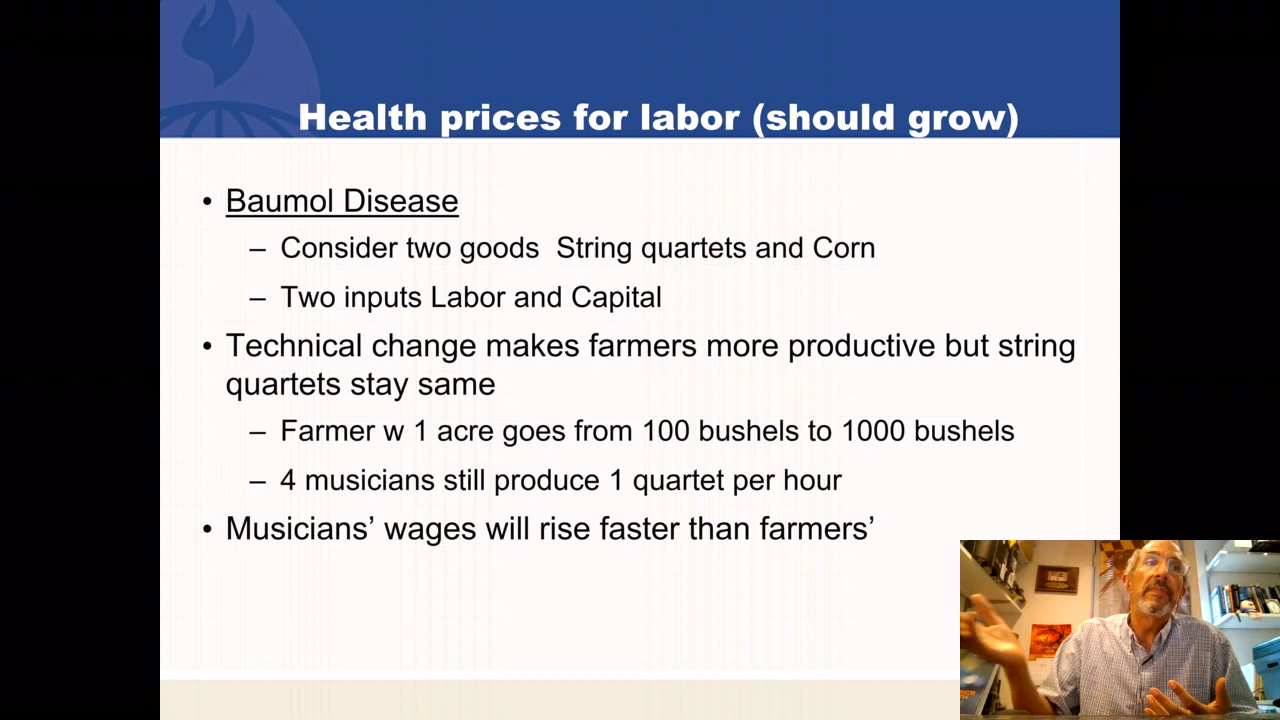 Health prices for labor (should grow)
• Baumol Disease
– Consider two goods  String quartets and Corn
– Two inputs Labor and Capital
• Technical change makes farmers more productive but string
quartets stay same
– Farmer w 1 acre goes from 100 bushels to 1000 bushels
– 4 musicians still produce 1 quartet per hour
• Musicians’ wages will rise faster than farmers’